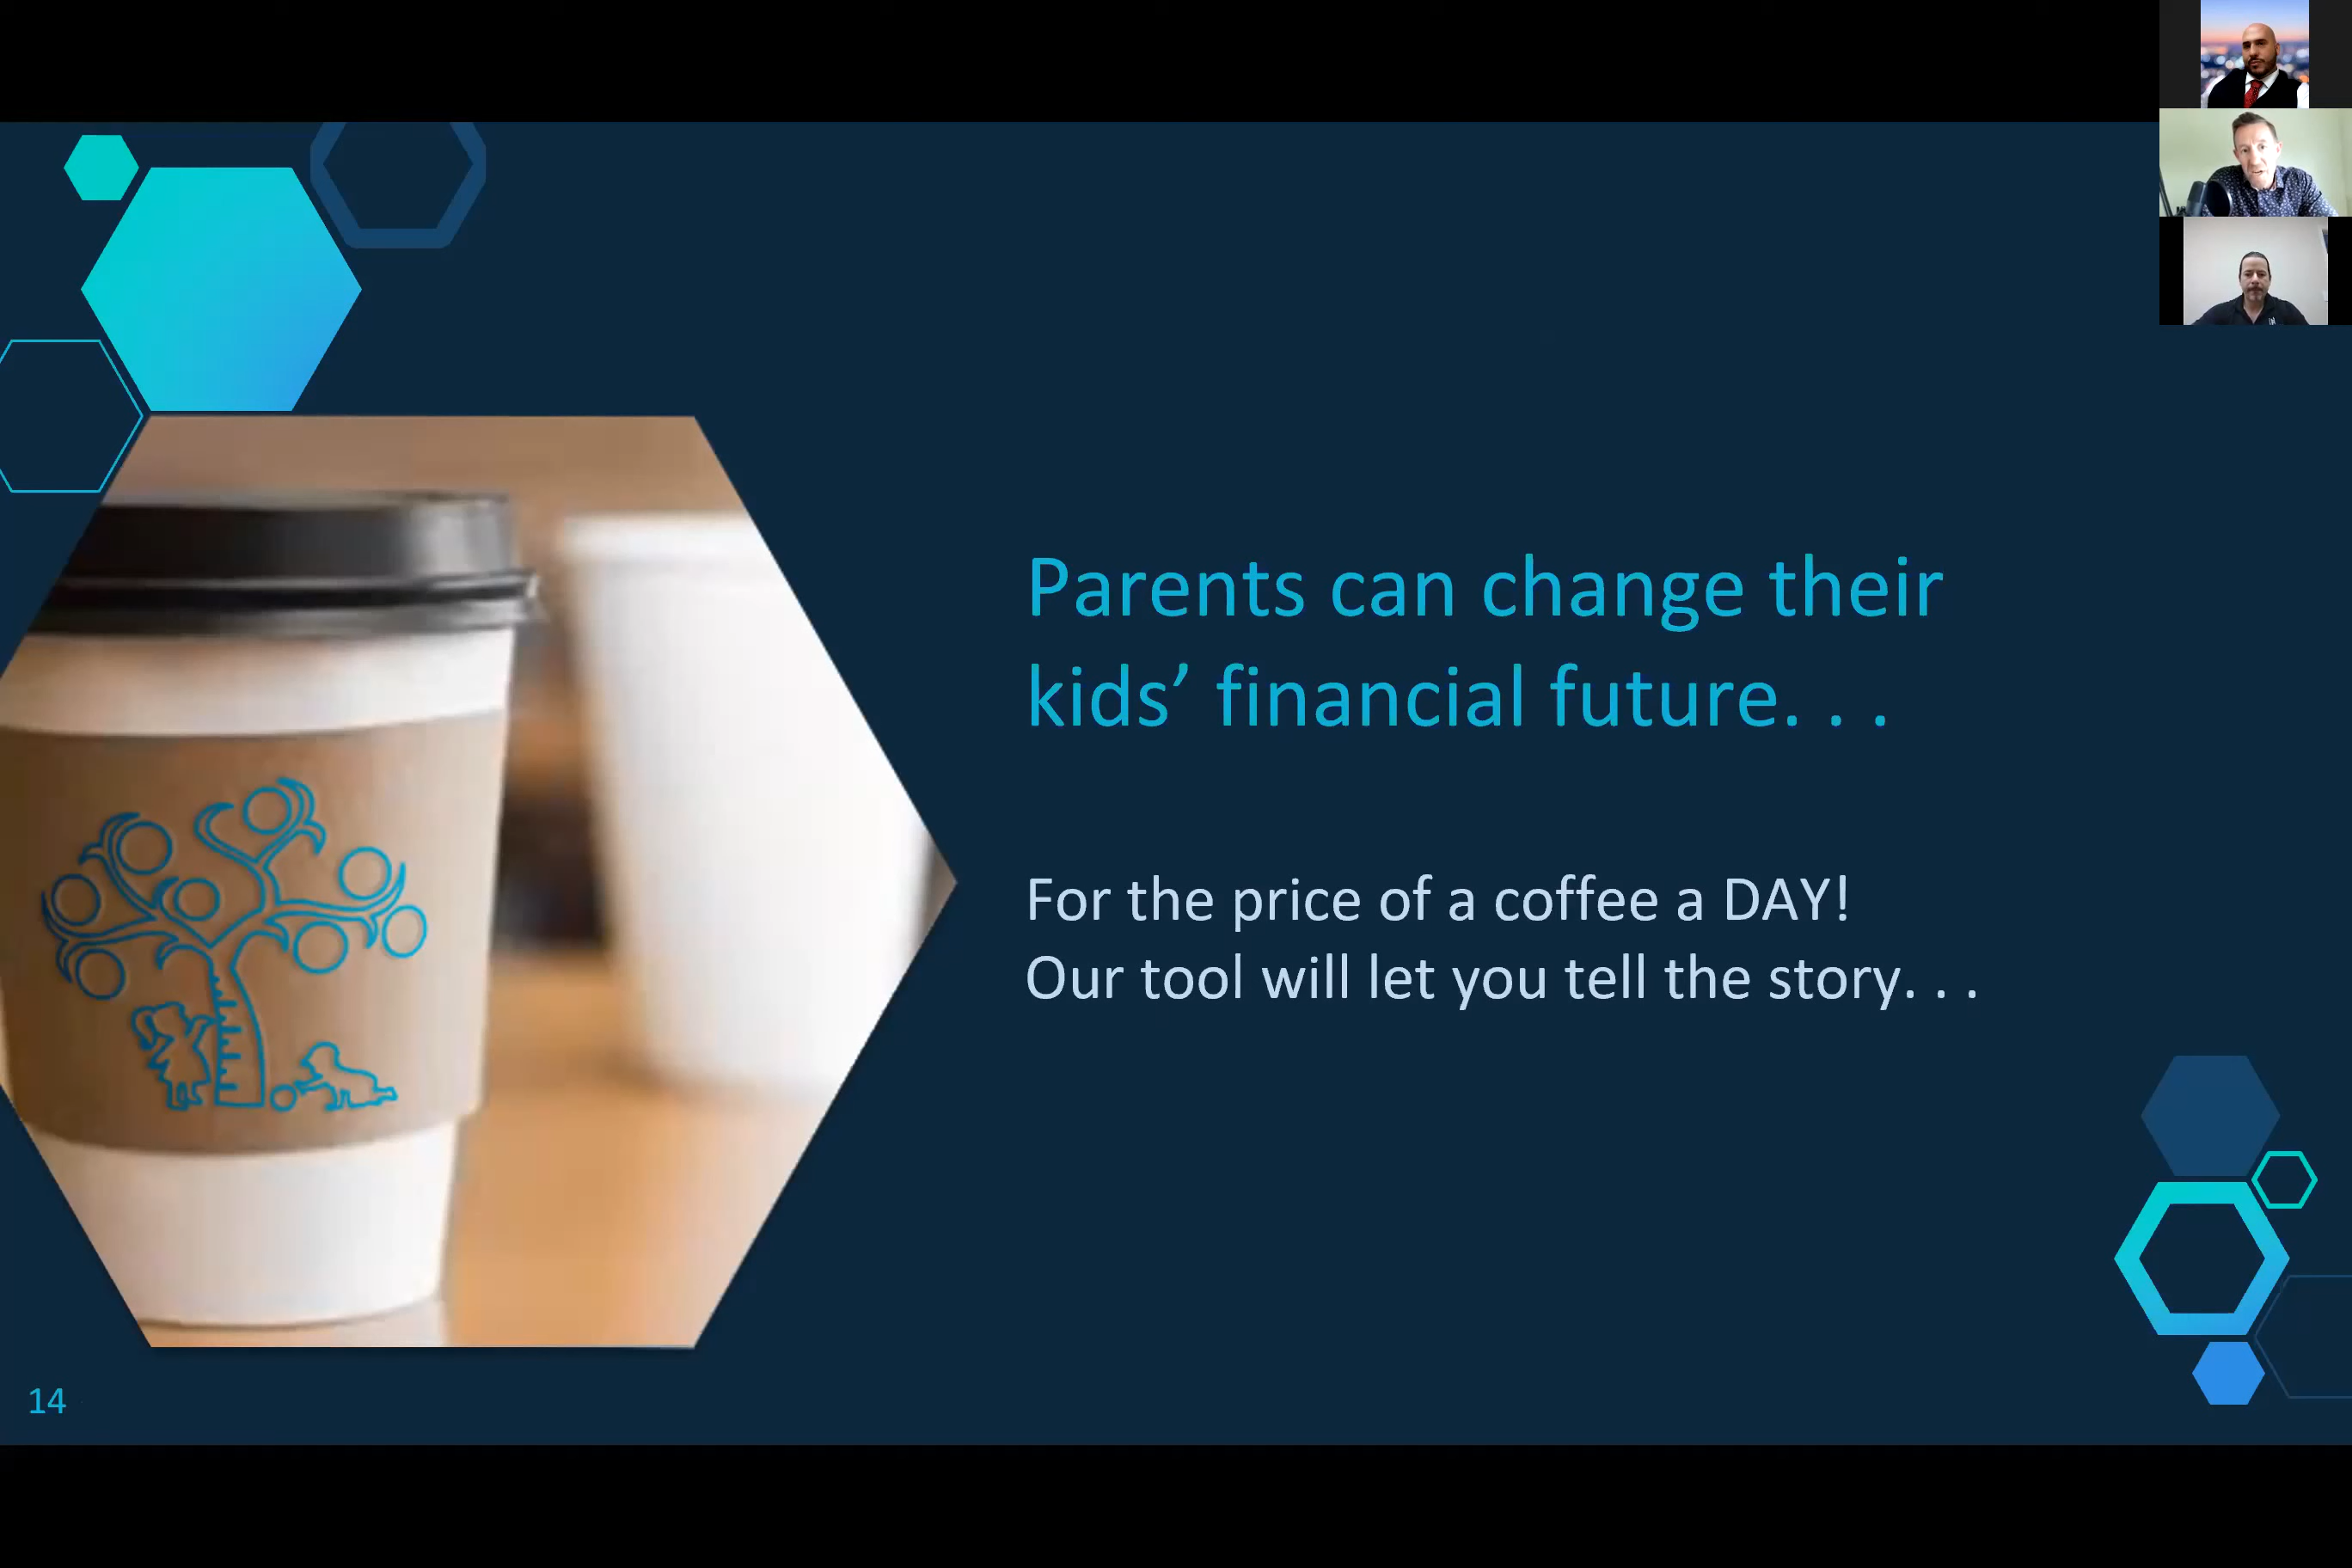 Parents can change their
kids’ financial future. . .
For the price of a coffee a DAY!
Our tool will let you tell the story. . .
14